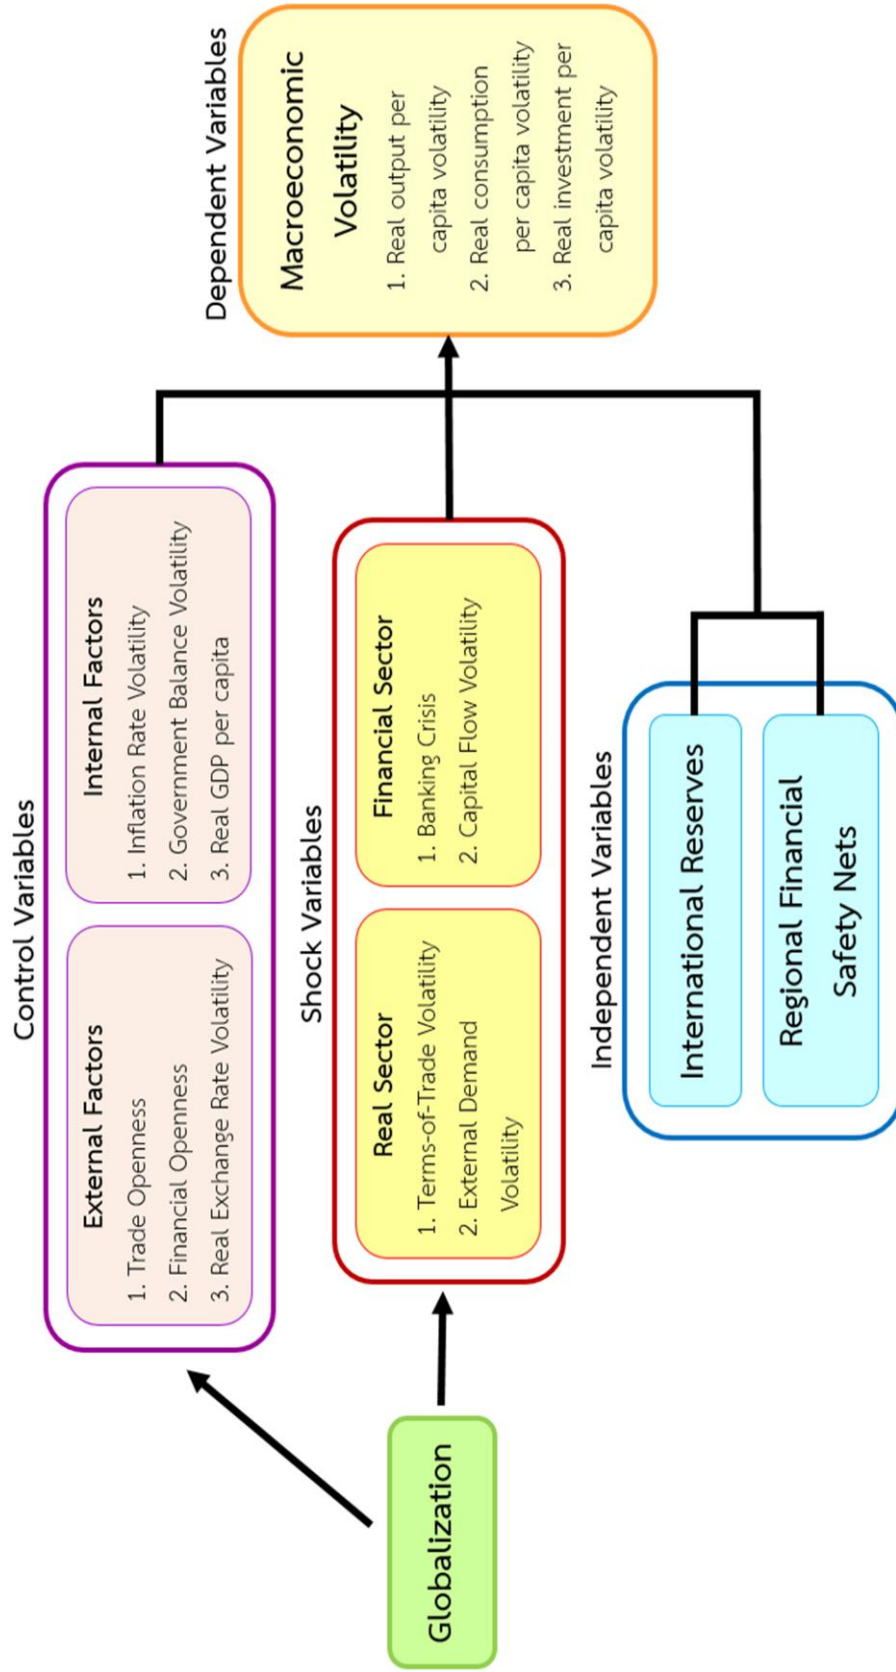 Control Variables
External Factors
1. Trade Openness
2. Financial Openness
3. Real Exchange Rate Volatility
Internal Factors
1. Inflation Rate Volatility
2. Government Balance Volatility
3. Real GDP per capita
Globalization
Shock Variables
Real Sector
1. Terms-of-Trade Volatility
2. External Demand
Volatility
Financial Sector
1. Banking Crisis
2. Capital Flow Volatility
Independent Variables
International Reserves
Regional Financial
Safety Nets
Dependent Variables
Macroeconomic
Volatility
1. Real output per
capita volatility
2. Real consumption
per capita volatility
3. Real investment per
capita volatility